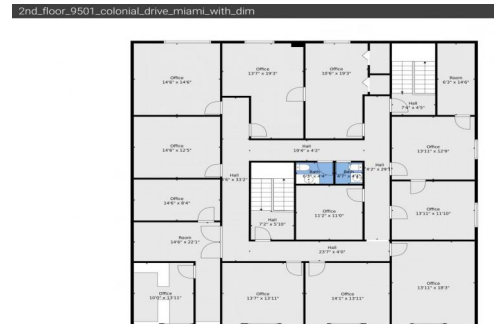 2nd_floor_9501_colonial_drive_miami_with_dim
Office
14'6" x 14'6"
Office
13'7" x 19'3"
Office
10'6" x 19'3"
Hall
7'9" x 4'5"
Room
6'3" x 14'6"
Office
14'6" x 12'5"
Hall
19'4" x 4'2"
Office
13'11" x 12'9"
Hall
Bath
Hall
Office
14'6" x 8'4"
Hall
7'2" x 5'10"
Office
11'2" x 11'0"
Office
13'11" x 11'10"
Room
14'6" x 22'1"
Hall
23'7" x 4'0"
Office
10'0" x 13'11"
Office
13'7" x 13'11"
Office
14'1" x 13'11"
Office
13'11" x 18'3"